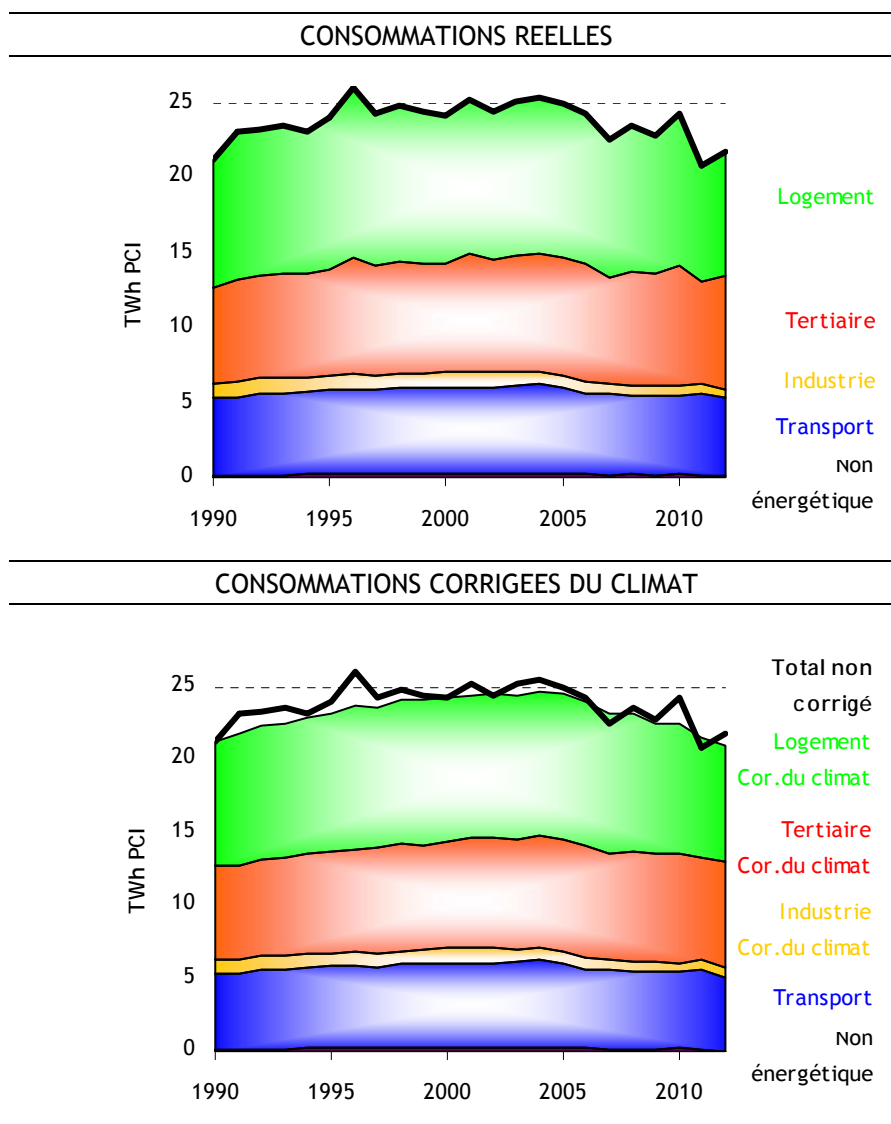 CONSOMMATIONS REELLES
TWh PCI
25
20
15
10
5
0
1990
1995
2000
2005
2010
Logement
Tertiaire
Industrie
Transport
Non
énergétique
CONSOMMATIONS CORRIGEES DU CLIMAT
TWh PCI
25
20
15
10
5
0
1990
1995
2000
2005
2010
Total non
corrigé
Logement
Cor.du climat
Tertiaire
Cor.du climat
Industrie
Cor.du climat
Transport
Non
énergétique